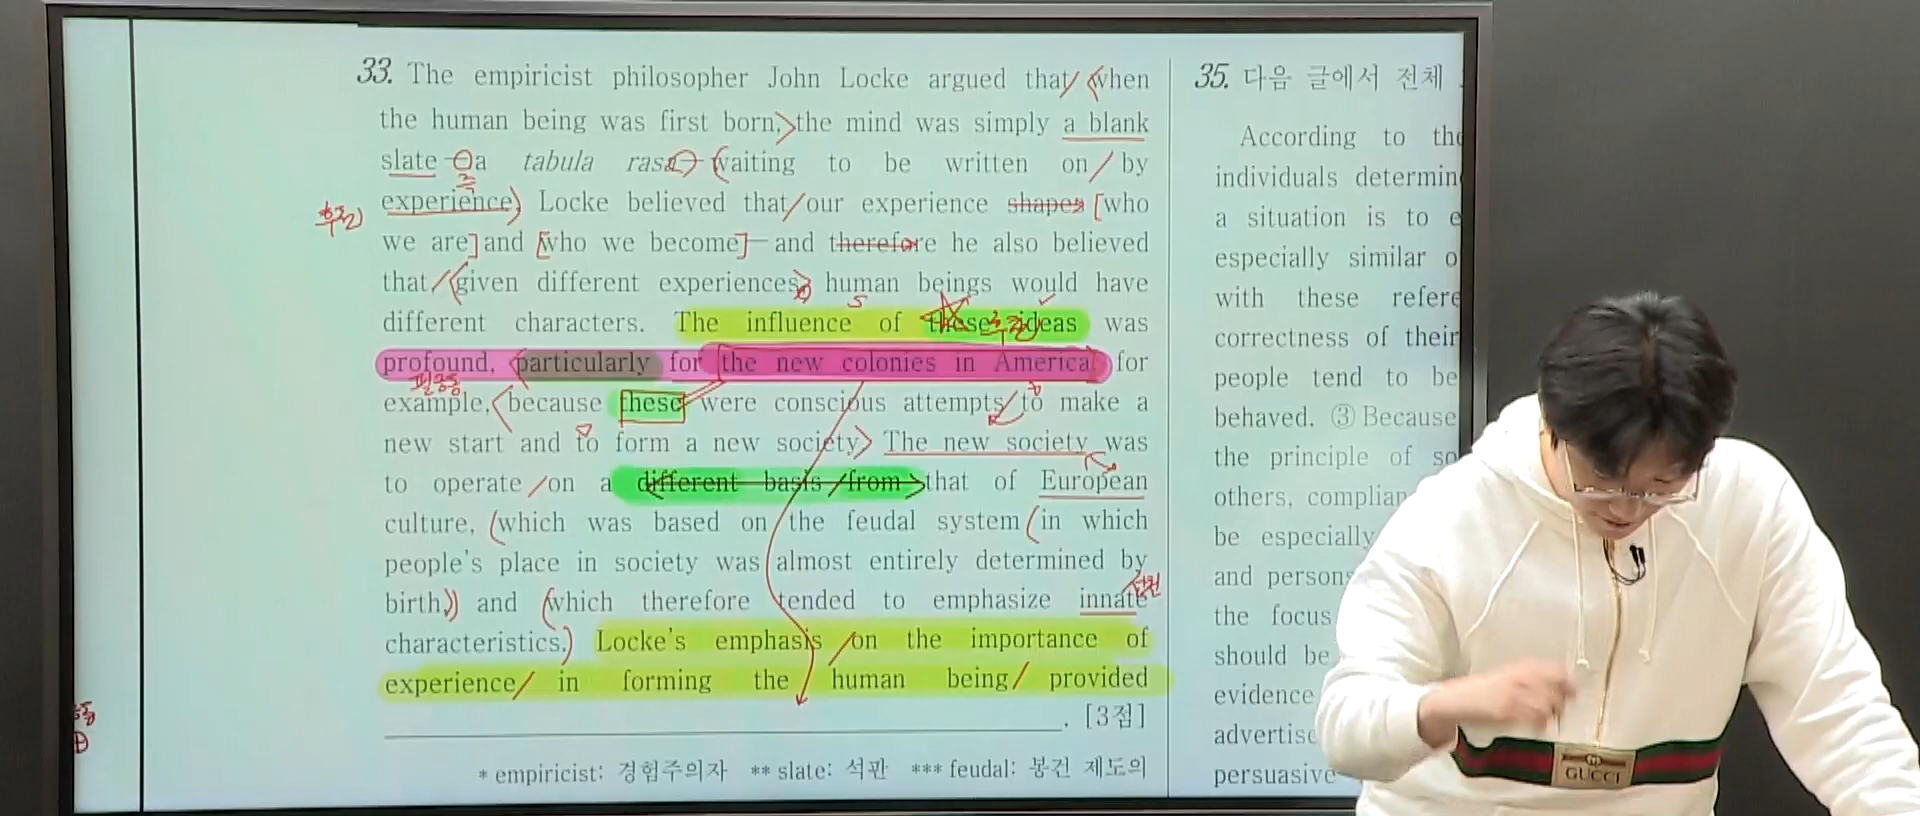 33. The empiricist philosopher John Locke argued that when
the human being was first born, the mind was simply a blank
slate — a tabula rasa — waiting to be written on by
experience. Locke believed that our experience shapes who
후천
we are and who we become — and therefore he also believed
that, given different experiences, human beings would have
different characters. The influence of these ideas was
profound, particularly for the new colonies in America, for
example, because these were conscious attempts to make a
new start and to form a new society. The new society was
to operate on a different basis from that of European
culture, which was based on the feudal system in which
people's place in society was almost entirely determined by
birth, and which therefore tended to emphasize innate
characteristics. Locke's emphasis on the importance of
experience in forming the human being provided
. [3점]
* empiricist: 경험주의자 ** slate: 석판 *** feudal: 봉건 제도의
35. 다음 글에서 전체
According to the
individuals determin
a situation is to e
especially similar o
with these refere
correctness of their
people tend to be
behaved. ③ Because
the principle of so
others, complian
be especially
and person
the focus
should be
evidence
advertise
persuasive
GUCCI